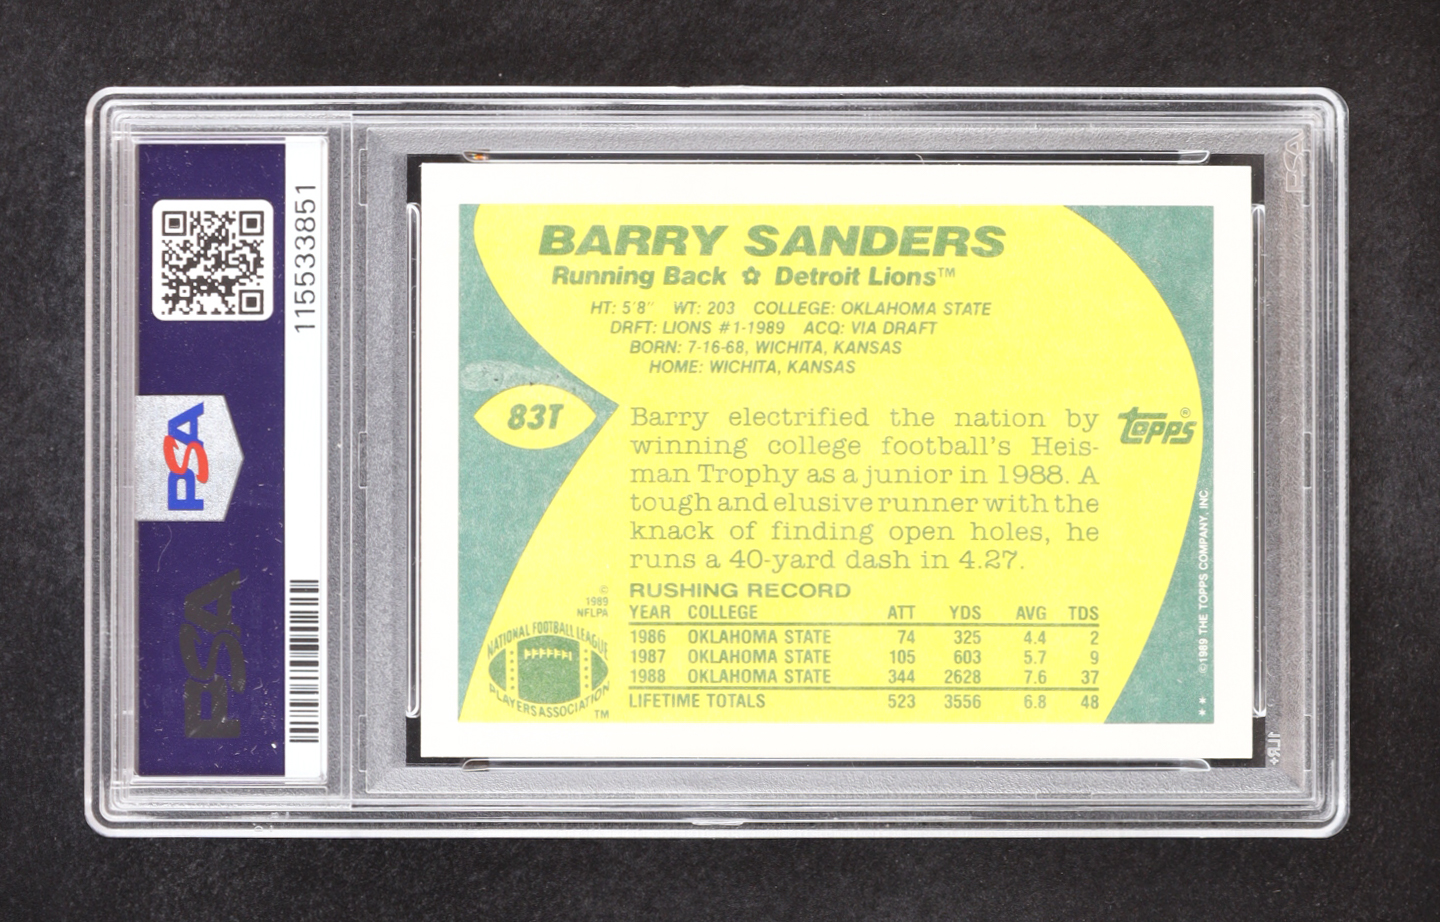 115533851
PSA
PSA
PSA
BARRY SANDERS
Running Back ✿ Detroit Lions™
HT: 5'8" WT: 203 COLLEGE: OKLAHOMA STATE
DRFT: LIONS #1-1989 ACQ: VIA DRAFT
BORN: 7-16-68, WICHITA, KANSAS
HOME: WICHITA, KANSAS
83T
Barry electrified the nation by
winning college football's Heis-
man Trophy as a junior in 1988. A
tough and elusive runner with the
knack of finding open holes, he
runs a 40-yard dash in 4.27.
Topps®
RUSHING RECORD
YEAR COLLEGE ATT YDS AVG TDS
1986 OKLAHOMA STATE 74 325 4.4 2
1987 OKLAHOMA STATE 105 603 5.7 9
1988 OKLAHOMA STATE 344 2628 7.6 37
LIFETIME TOTALS 523 3556 6.8 48
©
1989
NFLPA
NATIONAL FOOTBALL LEAGUE
PLAYERS ASSOCIATION
™
** ©1989 THE TOPPS COMPANY, INC.